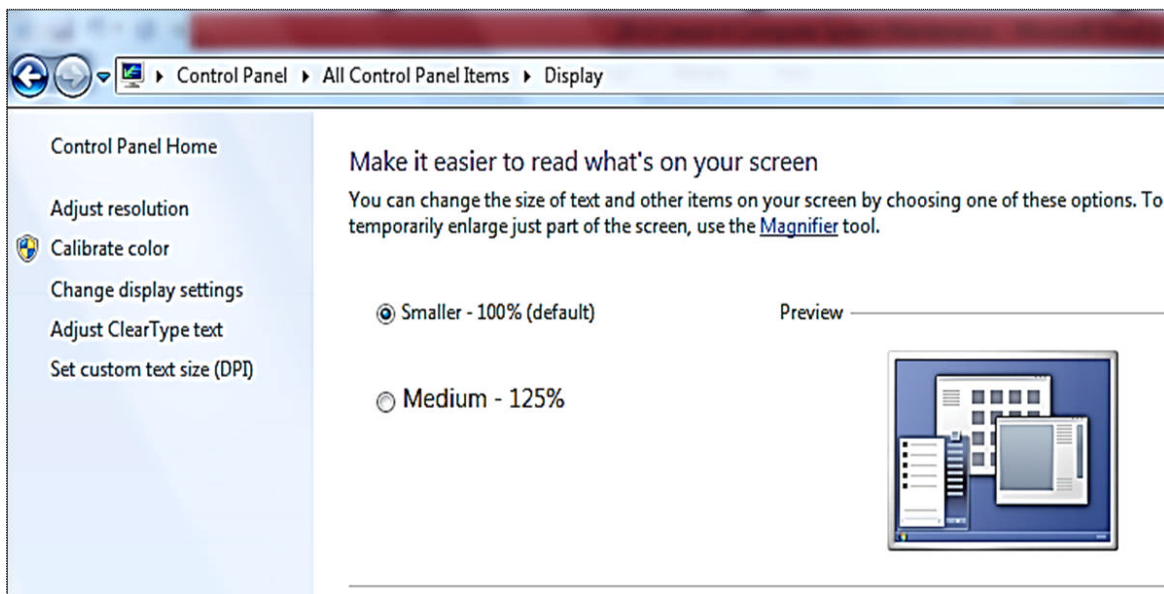 Control Panel ▸ All Control Panel Items ▸ Display
Control Panel Home
Adjust resolution
Calibrate color
Change display settings
Adjust ClearType text
Set custom text size (DPI)
Make it easier to read what's on your screen
You can change the size of text and other items on your screen by choosing one of these options. To
temporarily enlarge just part of the screen, use the Magnifier tool.
Smaller - 100% (default)
Preview
Medium - 125%